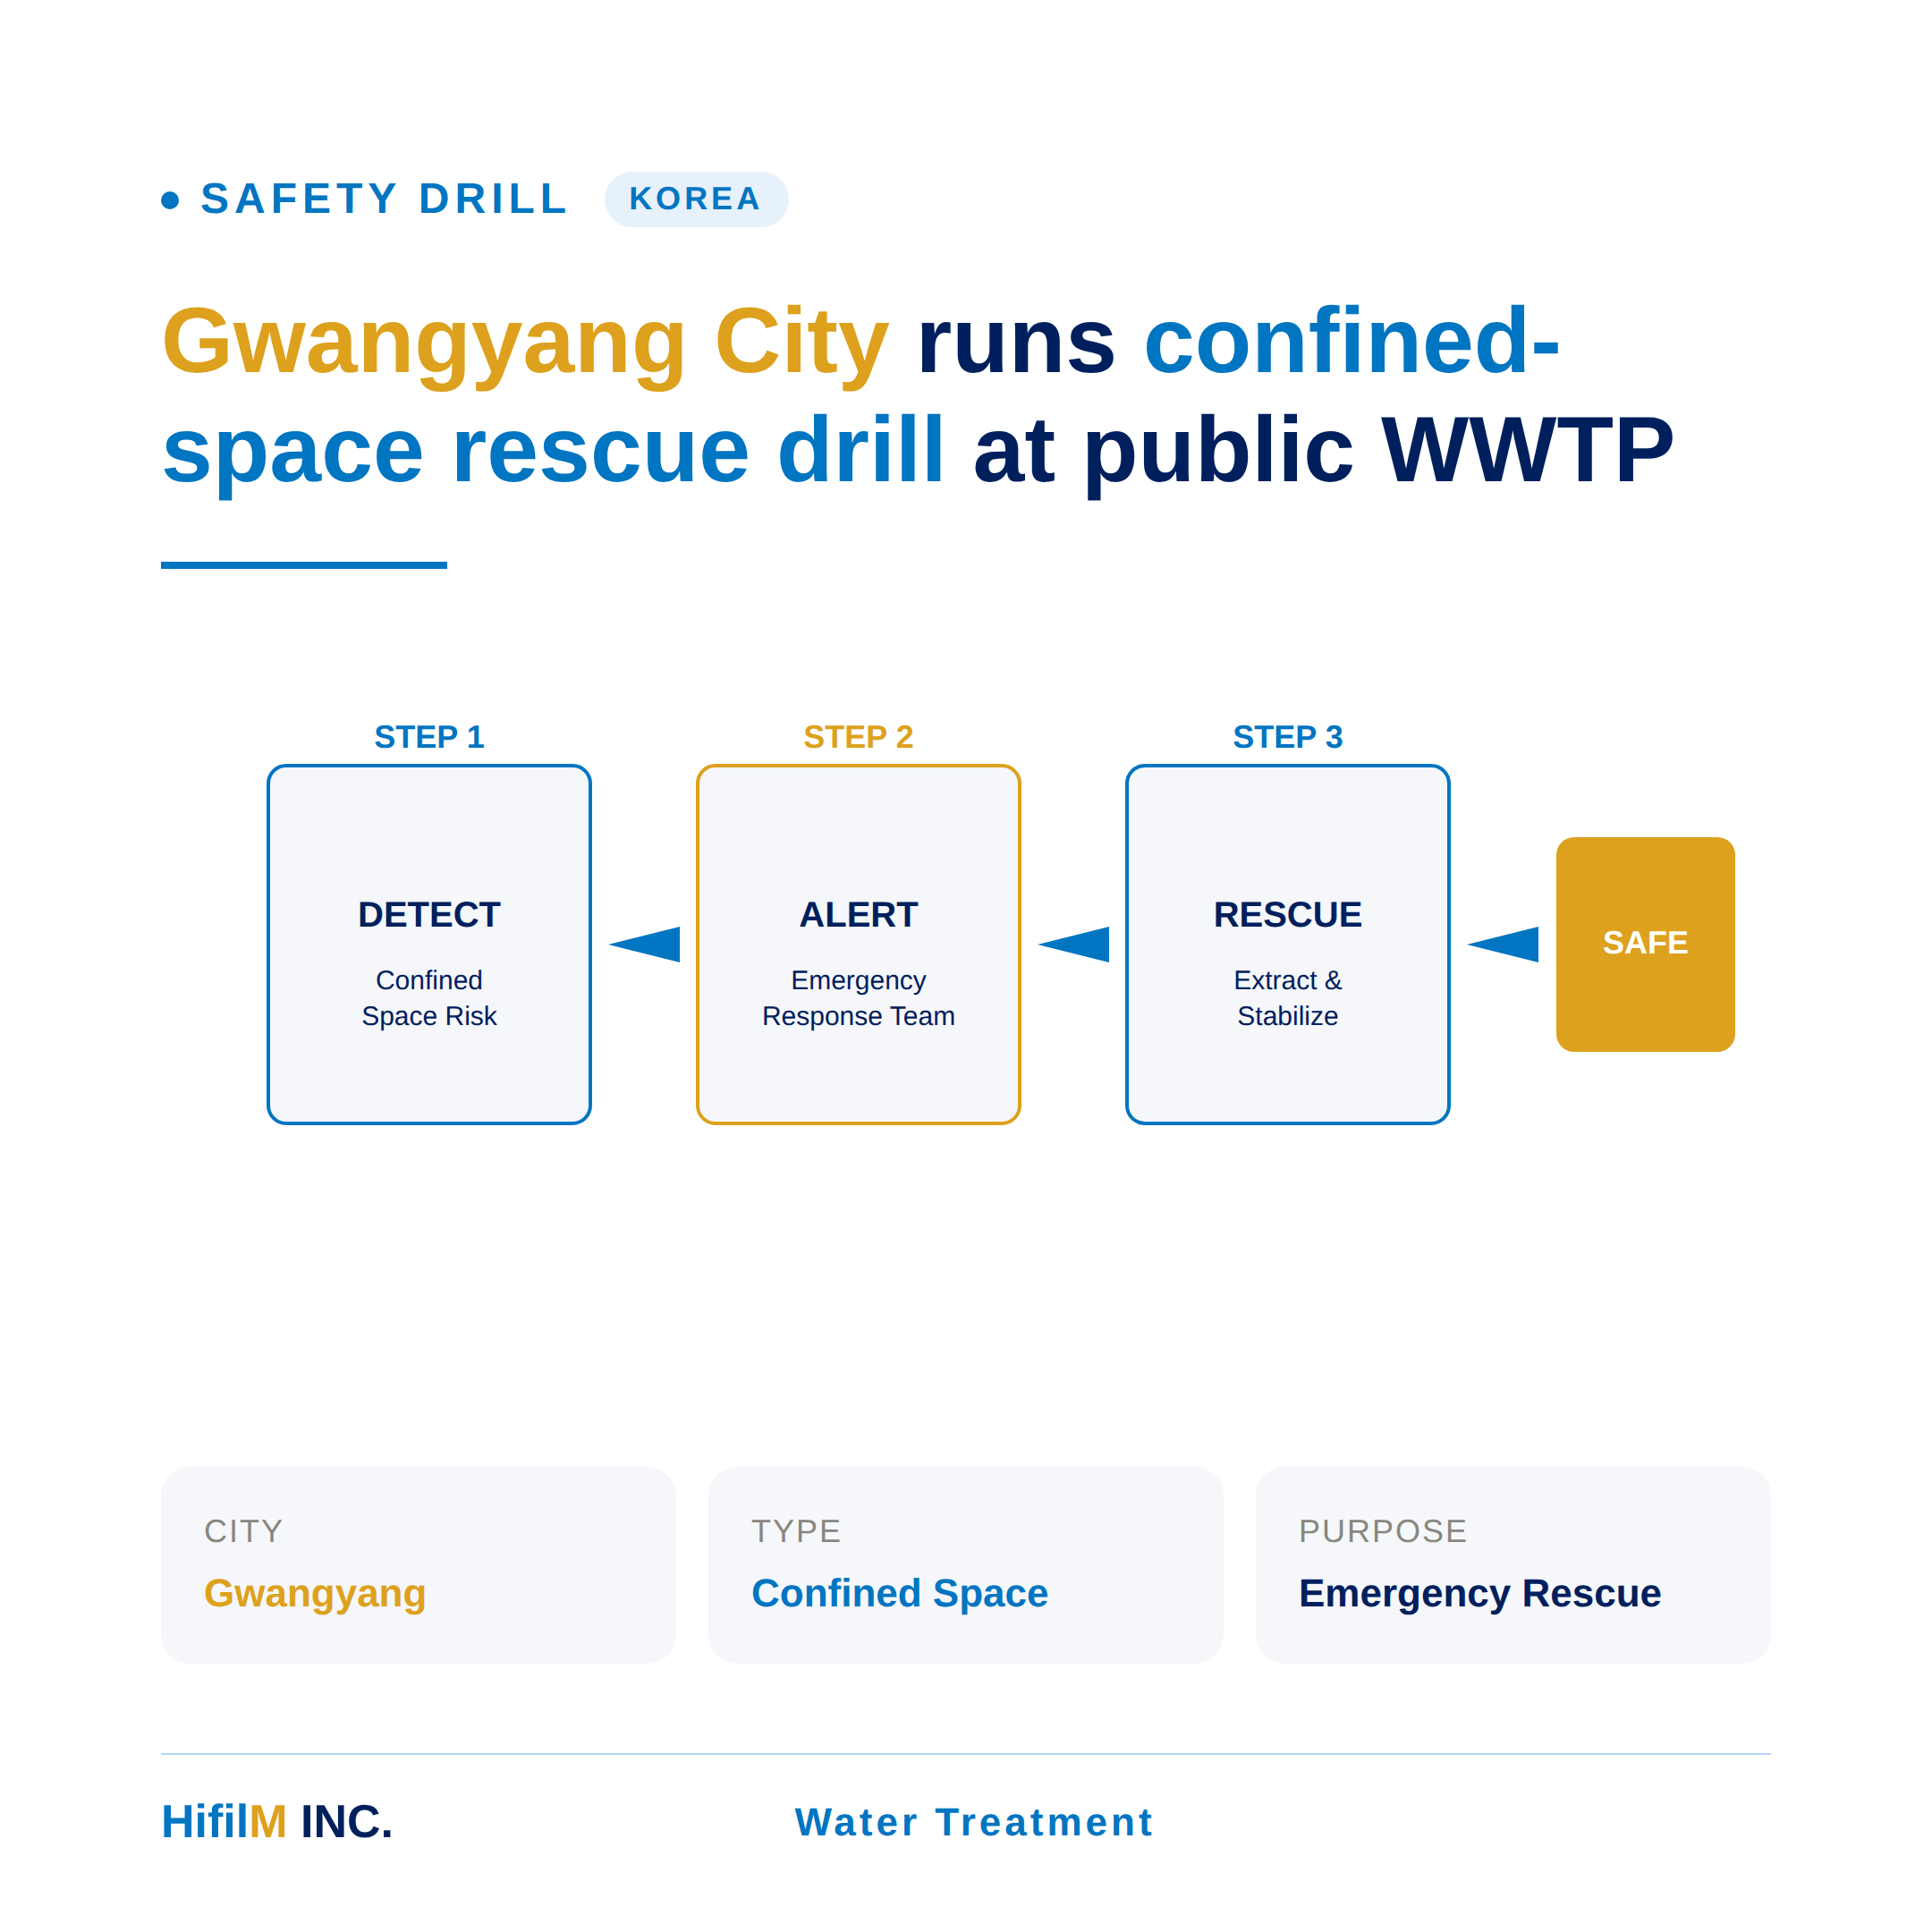 SAFETY DRILL KOREA
Gwangyang City runs confined-
space rescue drill at public WWTP
STEP 1
DETECT
Confined
Space Risk
STEP 2
ALERT
Emergency
Response Team
STEP 3
RESCUE
Extract &
Stabilize
SAFE
CITY
Gwangyang
TYPE
Confined Space
PURPOSE
Emergency Rescue
HifilM INC.
Water Treatment